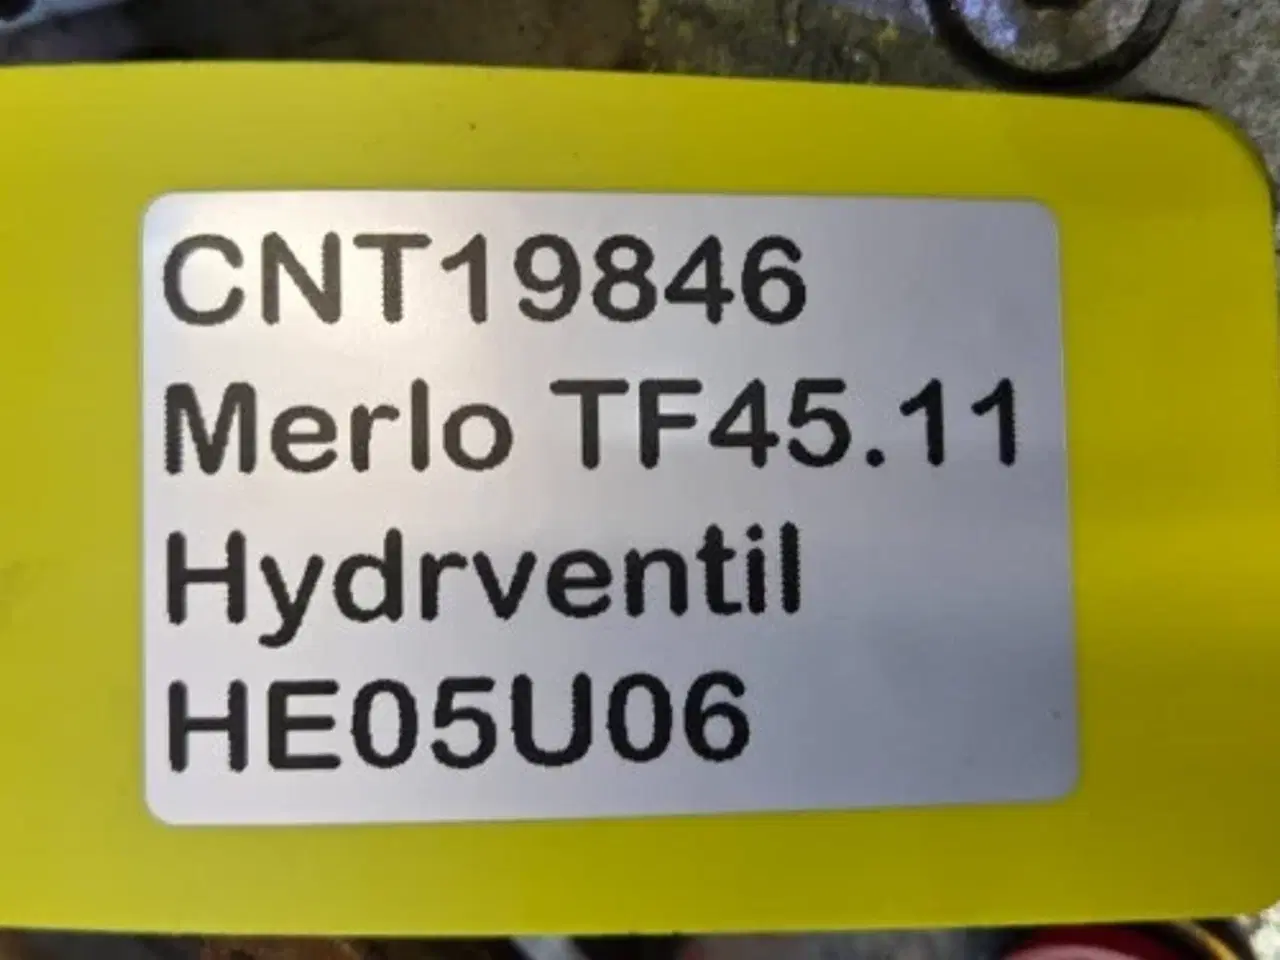 CNT19846
Merlo TF45.11
Hydrventil
HE05U06